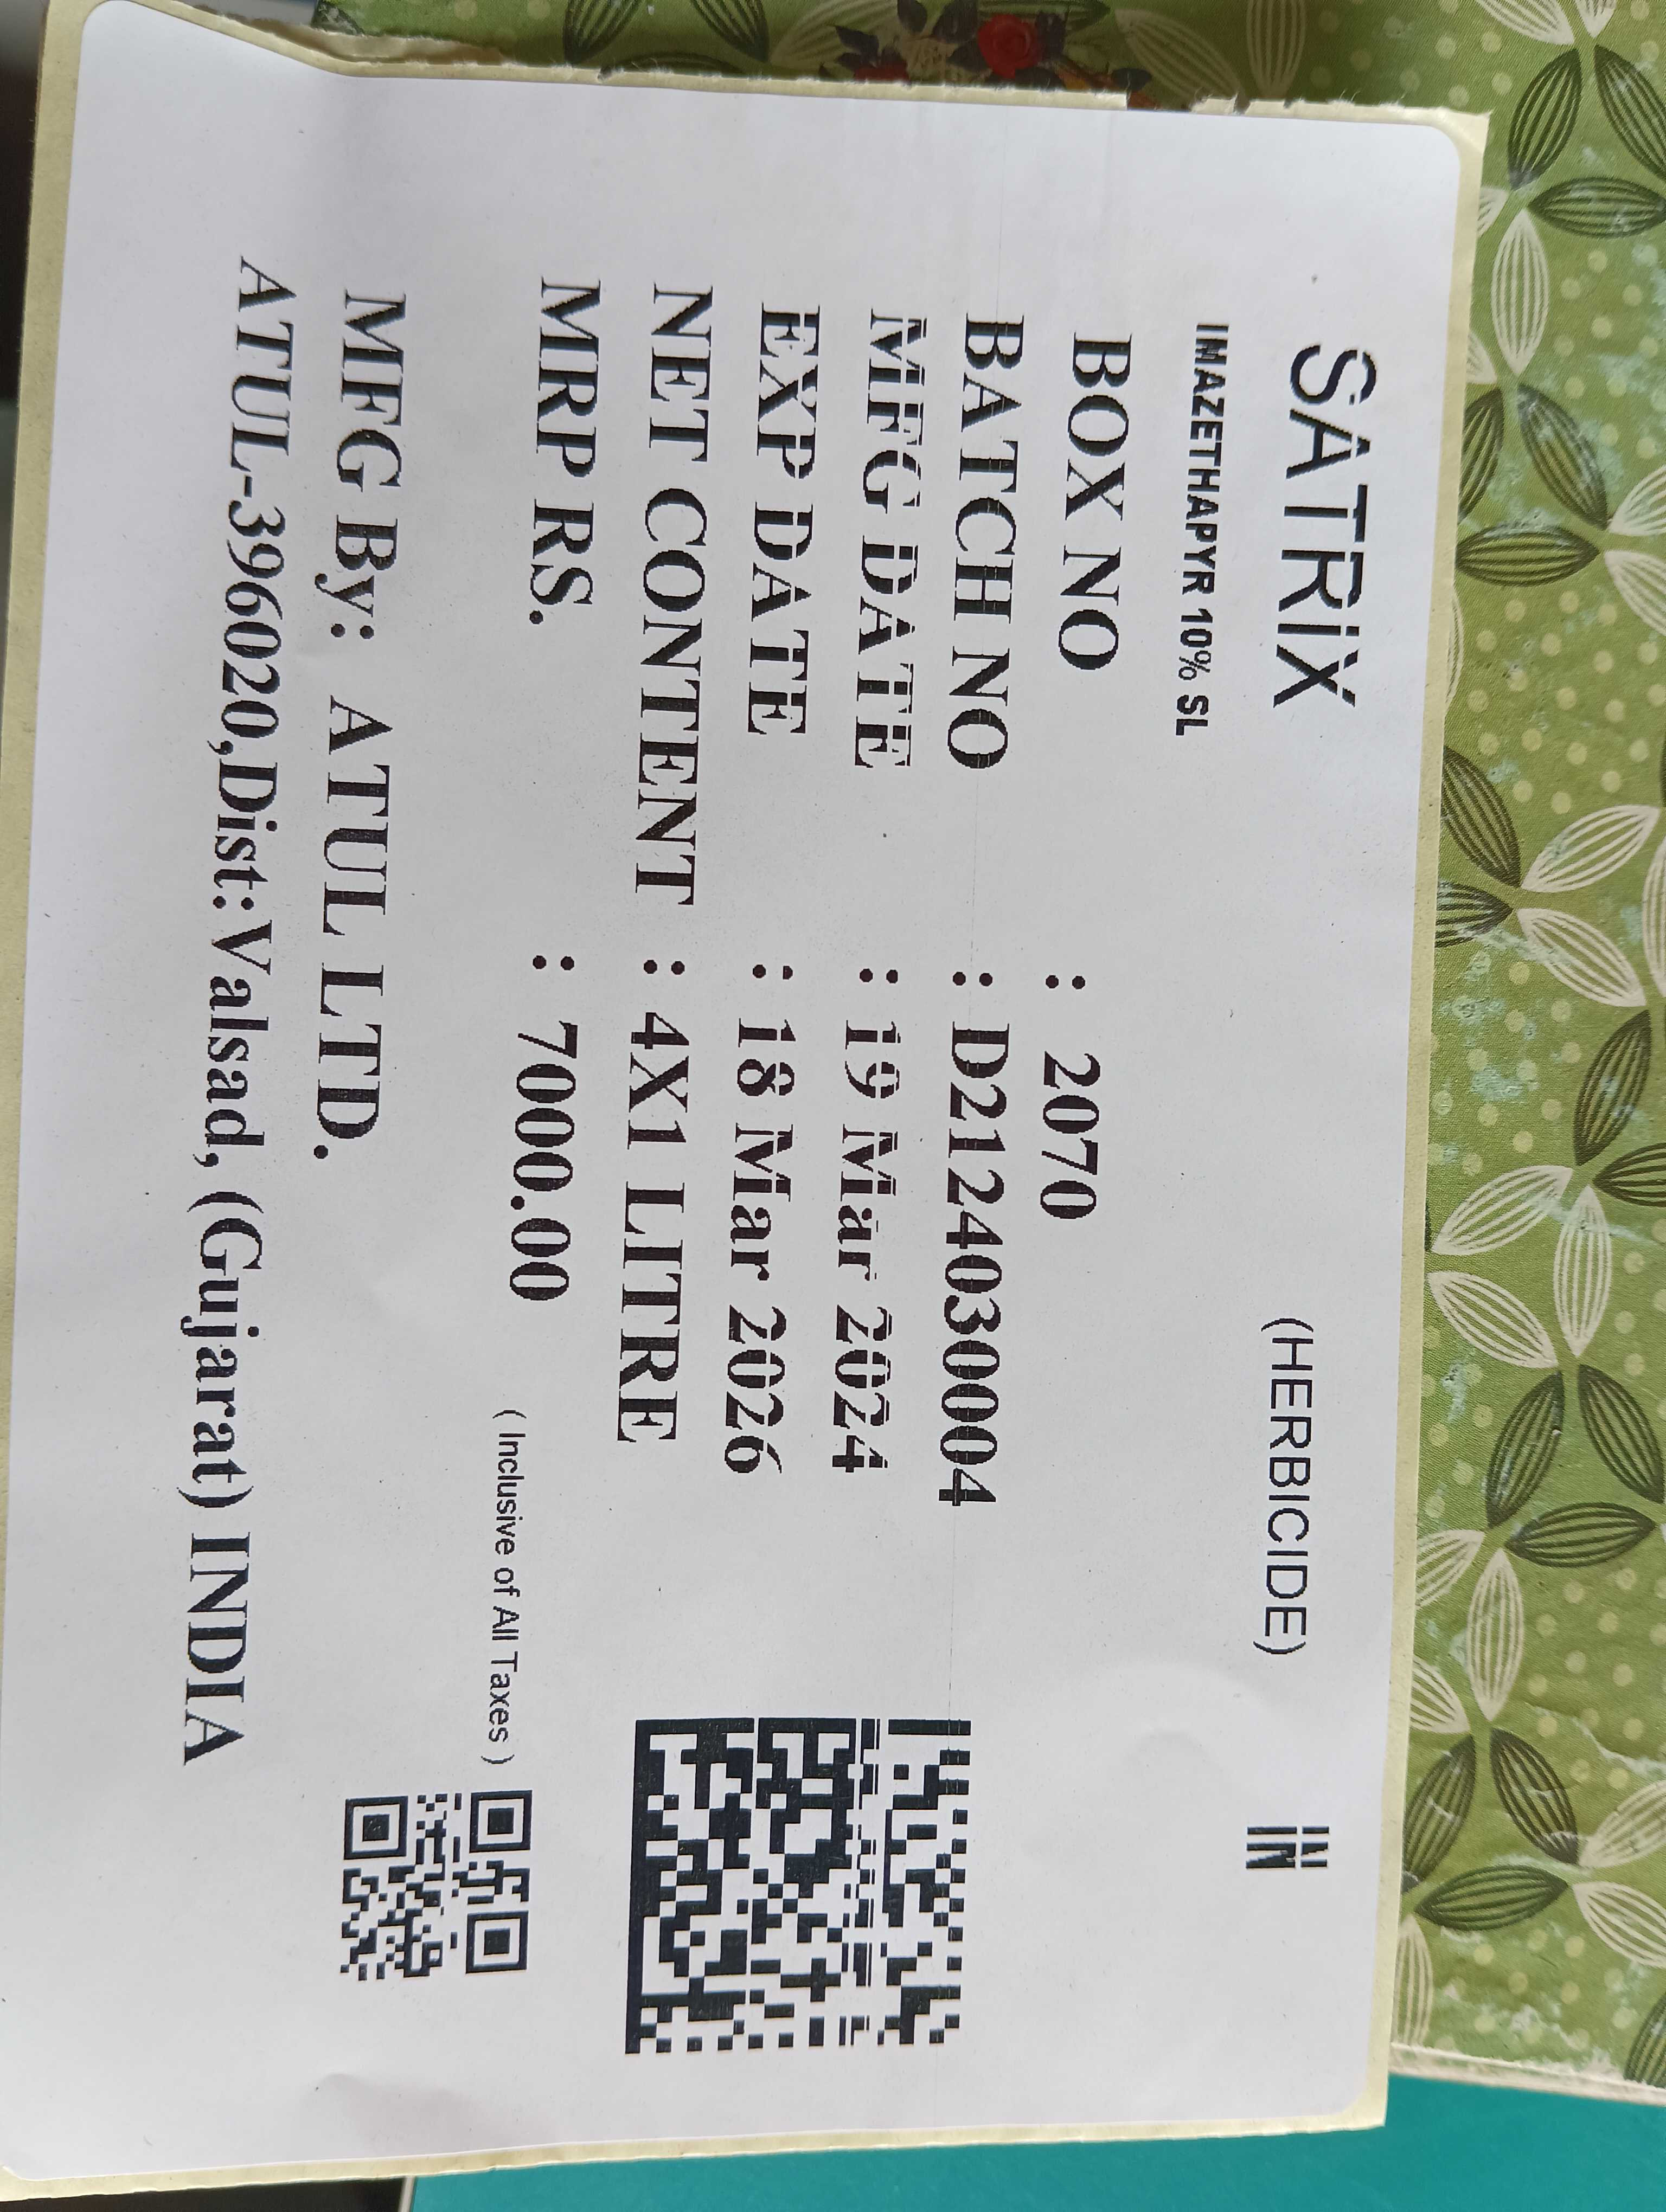 SATRiX (HERBICIDE) IN
IMAZETHAPYR 10% SL
BOX NO : 2070
BATCH NO : D2124030004
MFG DATE : 19 Mar 2024
EXP DATE : 18 Mar 2026
NET CONTENT : 4X1 LITRE
MRP RS. : 7000.00 ( Inclusive of All Taxes )
MFG By: ATUL LTD.
ATUL-396020,Dist:Valsad, (Gujarat) INDIA